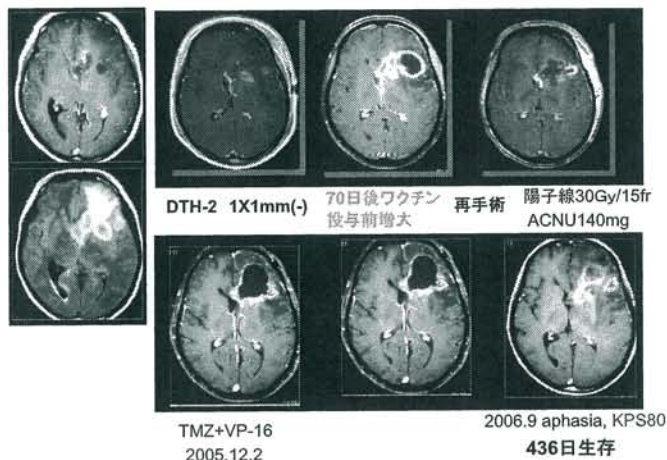 DTH-2 1X1mm(-)
70日後ワクチン
投与前増大
再手術
陽子線30Gy/15fr
ACNU140mg
TMZ+VP-16
2005.12.2
2006.9 aphasia, KPS80
436日生存